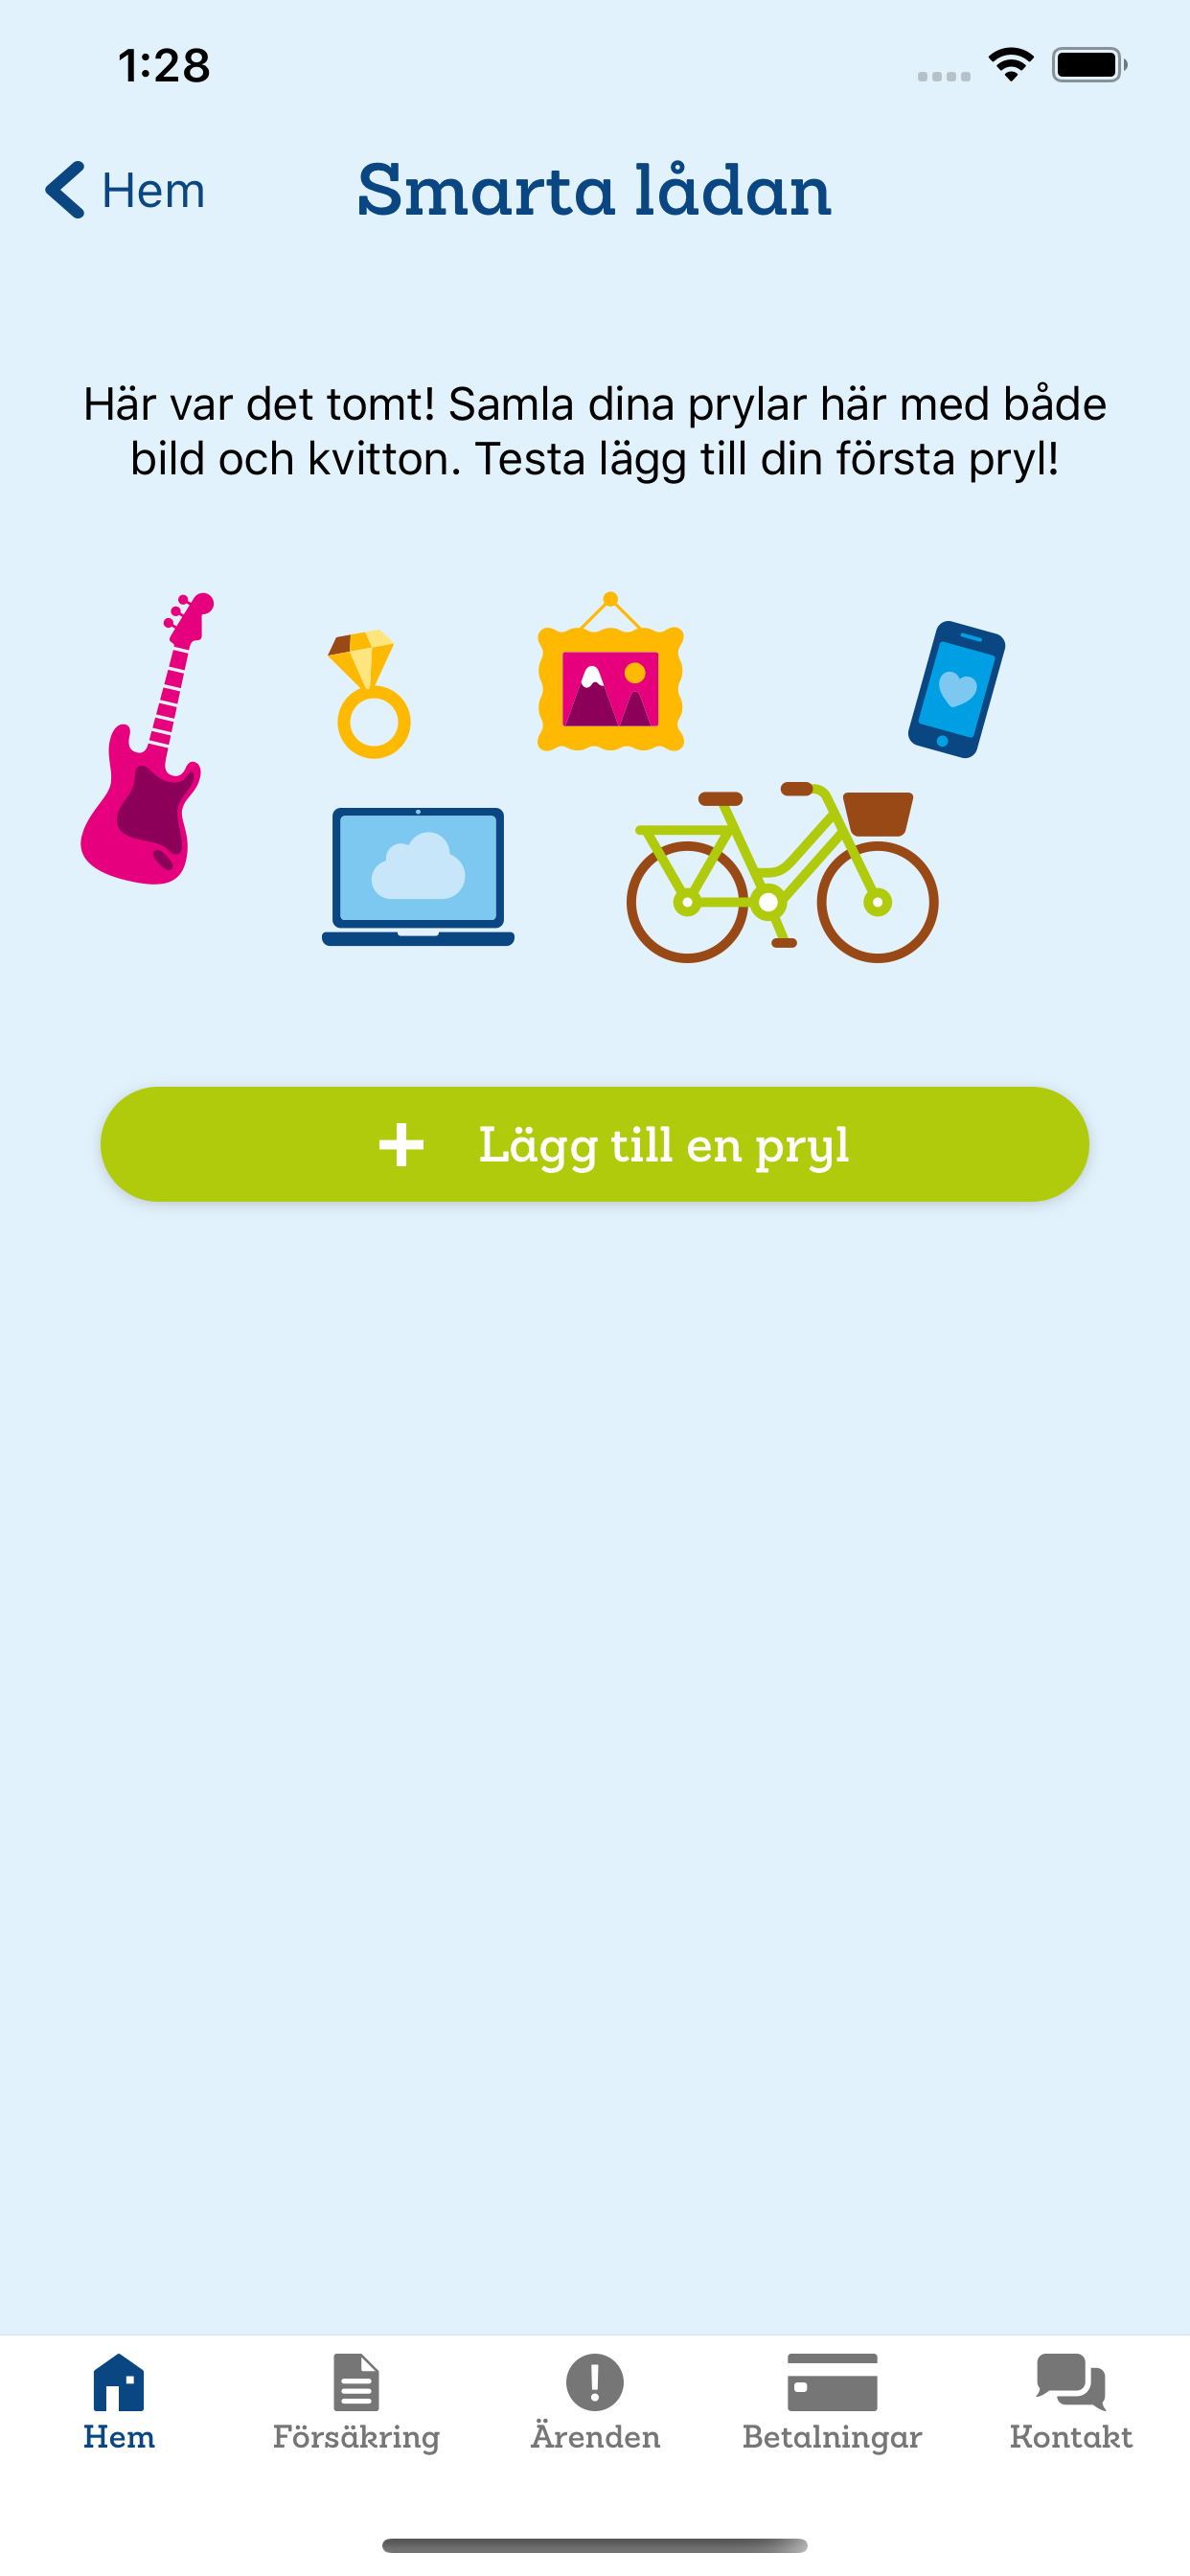 1:28
Hem
Smarta lådan
Här var det tomt! Samla dina prylar här med både
bild och kvitton. Testa lägg till din första pryl!
+ Lägg till en pryl
Hem
Försäkring
Ärenden
Betalningar
Kontakt